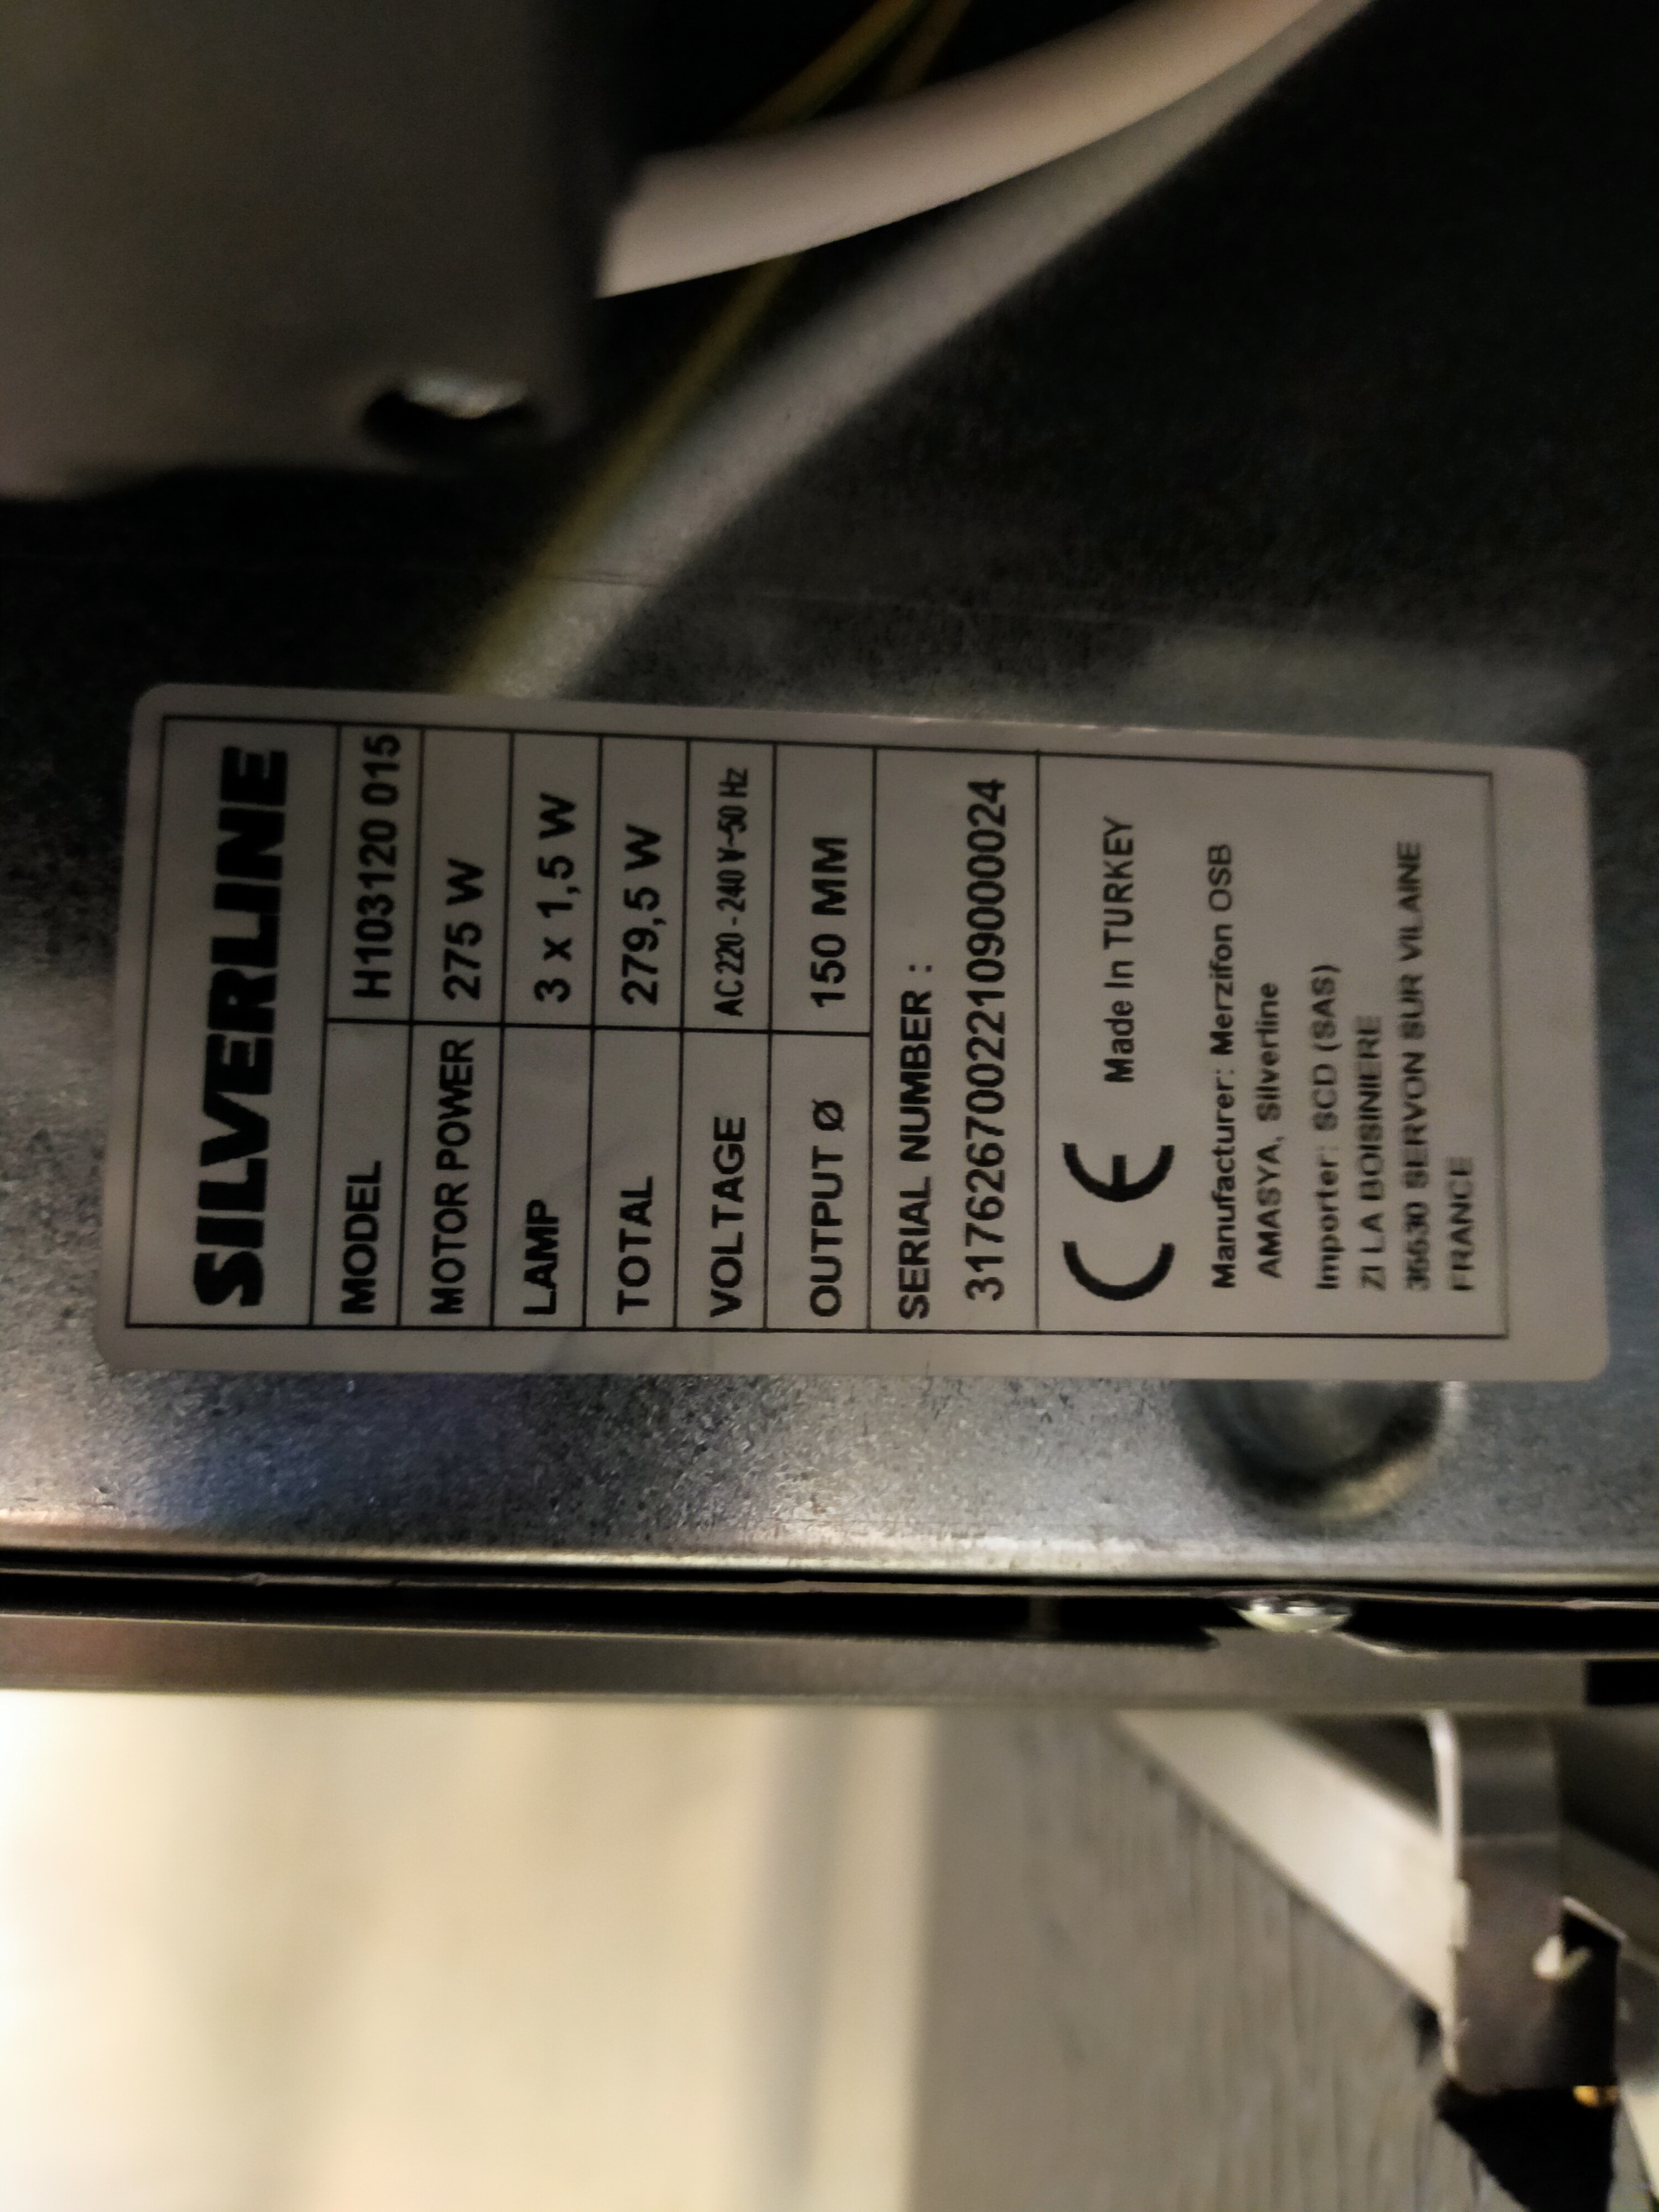 SILVERLINE
MODEL H103120 015
MOTOR POWER 275 W
LAMP 3 x 1,5 W
TOTAL 279,5 W
VOLTAGE AC 220 - 240 V~50 Hz
OUTPUT Ø 150 MM
SERIAL NUMBER :
3176267002210900024
CE Made In TURKEY
Manufacturer: Merzifon OSB
AMASYA, Silverline
Importer: SCD (SAS)
ZI LA BOISINIERE
35530 SERVON SUR VILAINE
FRANCE